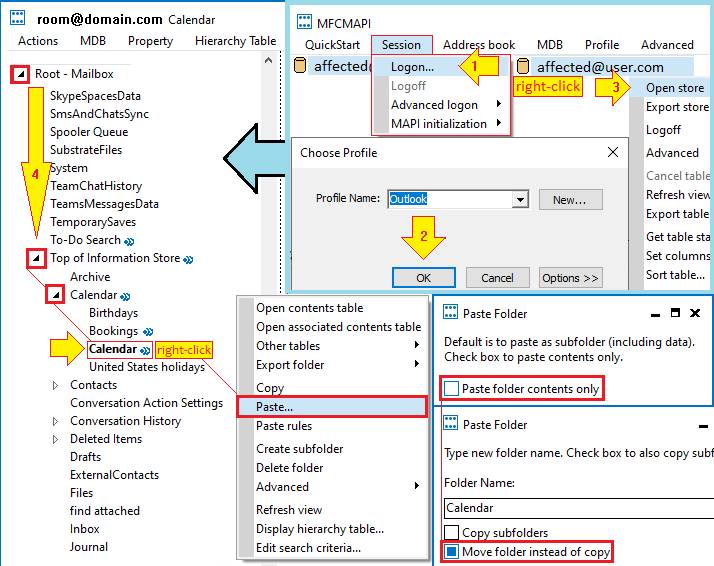 room@domain.com Calendar
Actions MDB Property Hierarchy Table
Root - Mailbox
SkypeSpacesData
SmsAndChatsSync
Spooler Queue
SubstrateFiles
System
TeamChatHistory
TeamsMessagesData
TemporarySaves
To-Do Search
4
Top of Information Store
Archive
Calendar
Birthdays
Bookings
Calendar right-click
United States holidays
Contacts
Conversation Action Settings
Conversation History
Deleted Items
Drafts
ExternalContacts
Files
find attached
Inbox
Journal
MFCMAPI
QuickStart Session Address book MDB Profile Advanced
affected@
Logon... 1
Logoff
Advanced logon
MAPI initialization
affected@user.com
right-click 3
Open store
Export store
Logoff
Advanced
Cancel table
Refresh view
Export table
Get table sta
Set columns
Sort table...
Choose Profile
Profile Name: Outlook New...
2
OK Cancel Options >>
Open contents table
Open associated contents table
Other tables
Export folder
Copy
Paste...
Paste rules
Create subfolder
Delete folder
Advanced
Refresh view
Display hierarchy table...
Edit search criteria...
Paste Folder
Default is to paste as subfolder (including data).
Check box to paste contents only.
Paste folder contents only
Paste Folder
Type new folder name. Check box to also copy subf
Folder Name:
Calendar
Copy subfolders
Move folder instead of copy